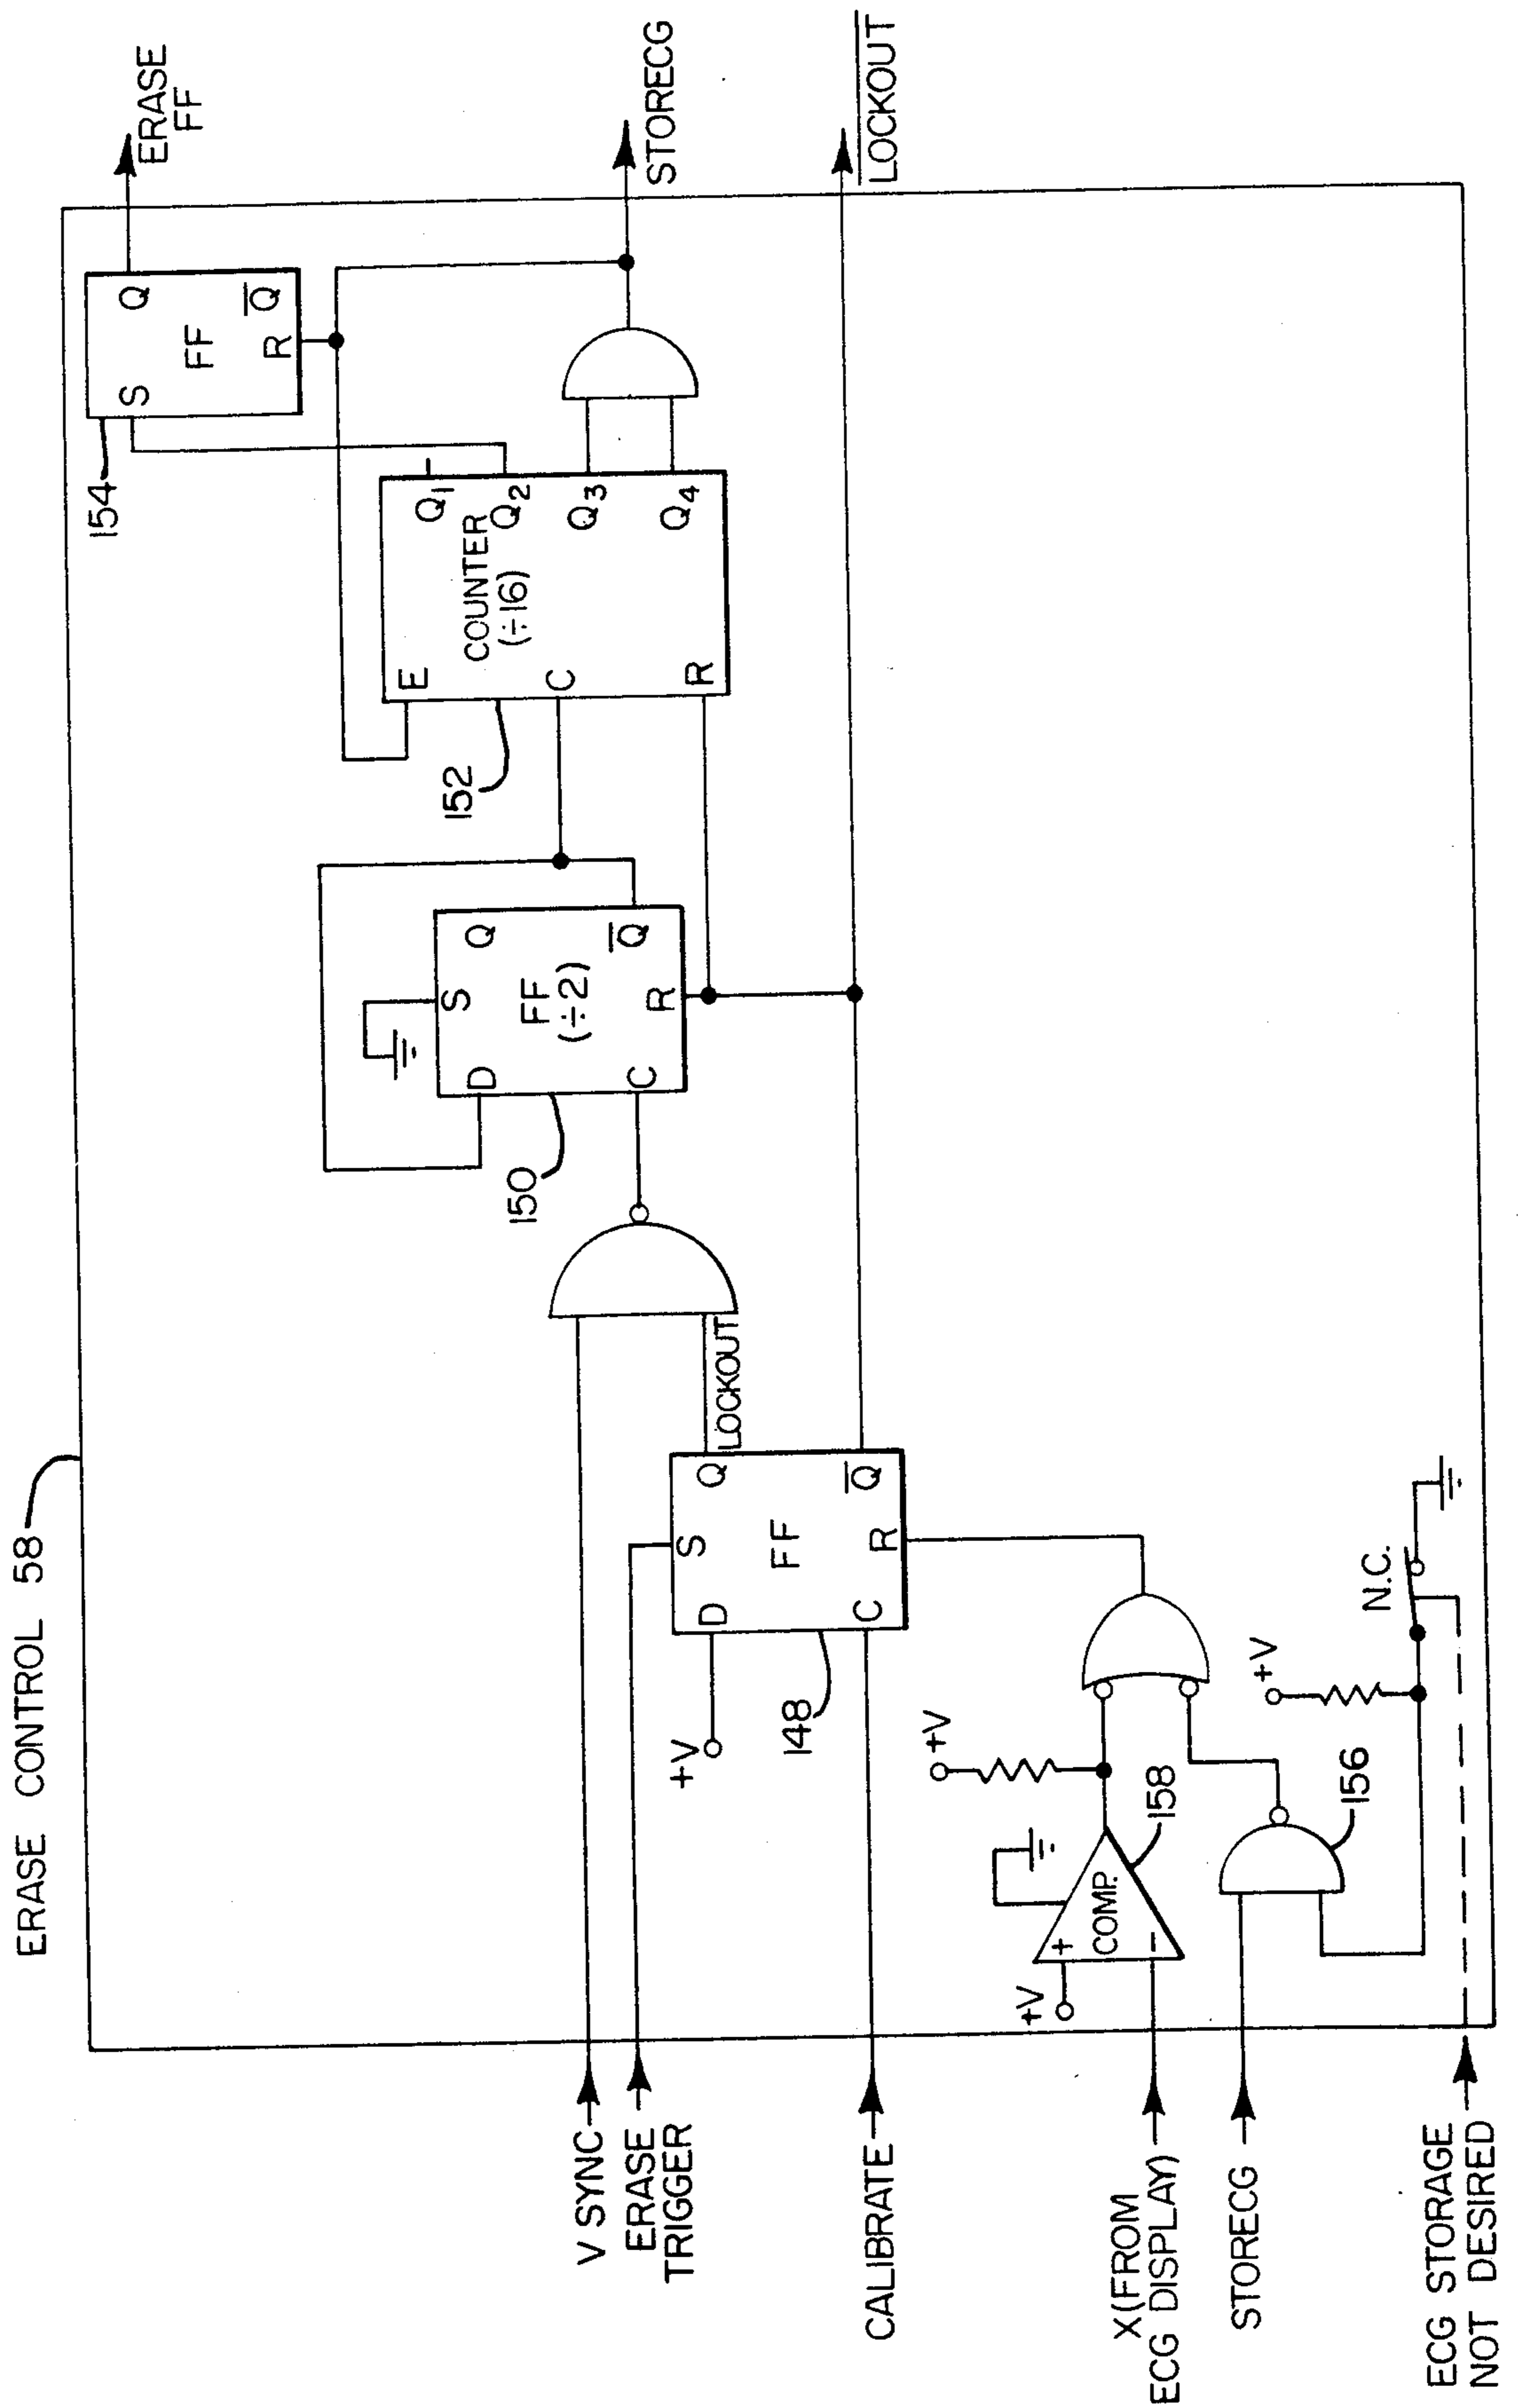 ERASE CONTROL 58
V SYNC
ERASE
TRIGGER
CALIBRATE
X(FROM
ECG DISPLAY)
STORECG
ECG STORAGE
NOT DESIRED
+V
D
S
Q
FF
C
R
Q̅
148
LOCKOUT
+V
+
COMP.
−
+V
158
156
+V
N.C.
D
S
Q
FF
(÷2)
C
R
Q̅
150
E
C
R
COUNTER
(÷16)
Q1
Q2
Q3
Q4
152
S
Q
FF
R
Q̅
154
ERASE
FF
STORECG
L̅O̅C̅K̅O̅U̅T̅